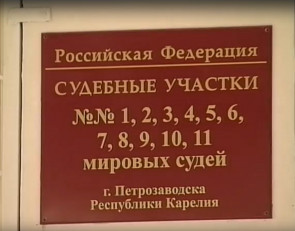 Российская Федерация
СУДЕБНЫЕ УЧАСТКИ
№№ 1, 2, 3, 4, 5, 6,
7, 8, 9, 10, 11
мировых судей
г. Петрозаводска
Республики Карелия